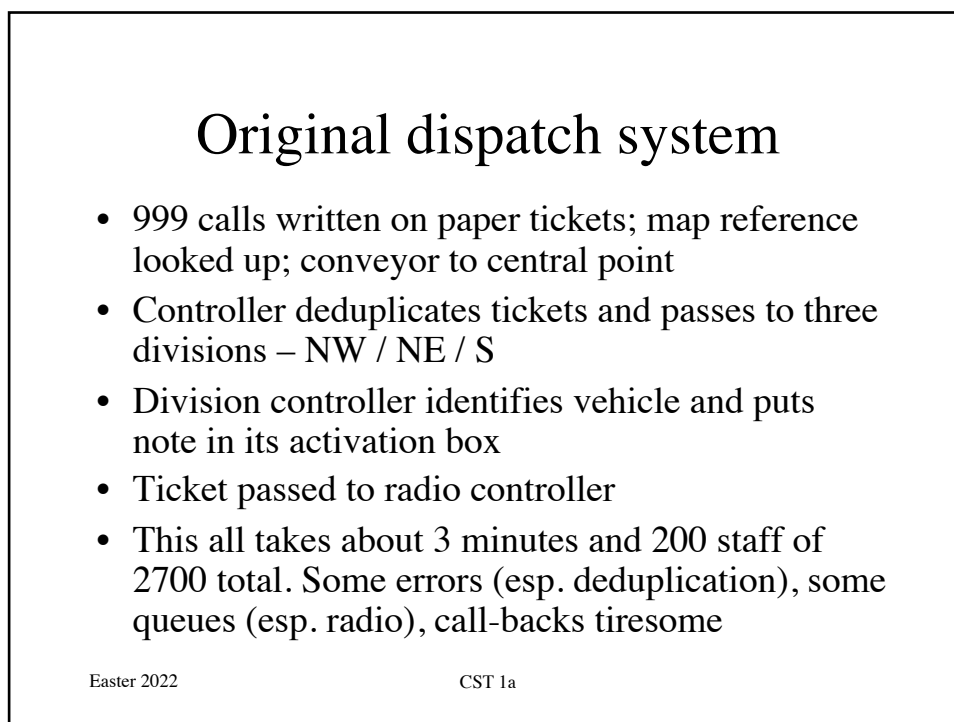 Original dispatch system
• 999 calls written on paper tickets; map reference
looked up; conveyor to central point
• Controller deduplicates tickets and passes to three
divisions – NW / NE / S
• Division controller identifies vehicle and puts
note in its activation box
• Ticket passed to radio controller
• This all takes about 3 minutes and 200 staff of
2700 total. Some errors (esp. deduplication), some
queues (esp. radio), call-backs tiresome
Easter 2022
CST 1a